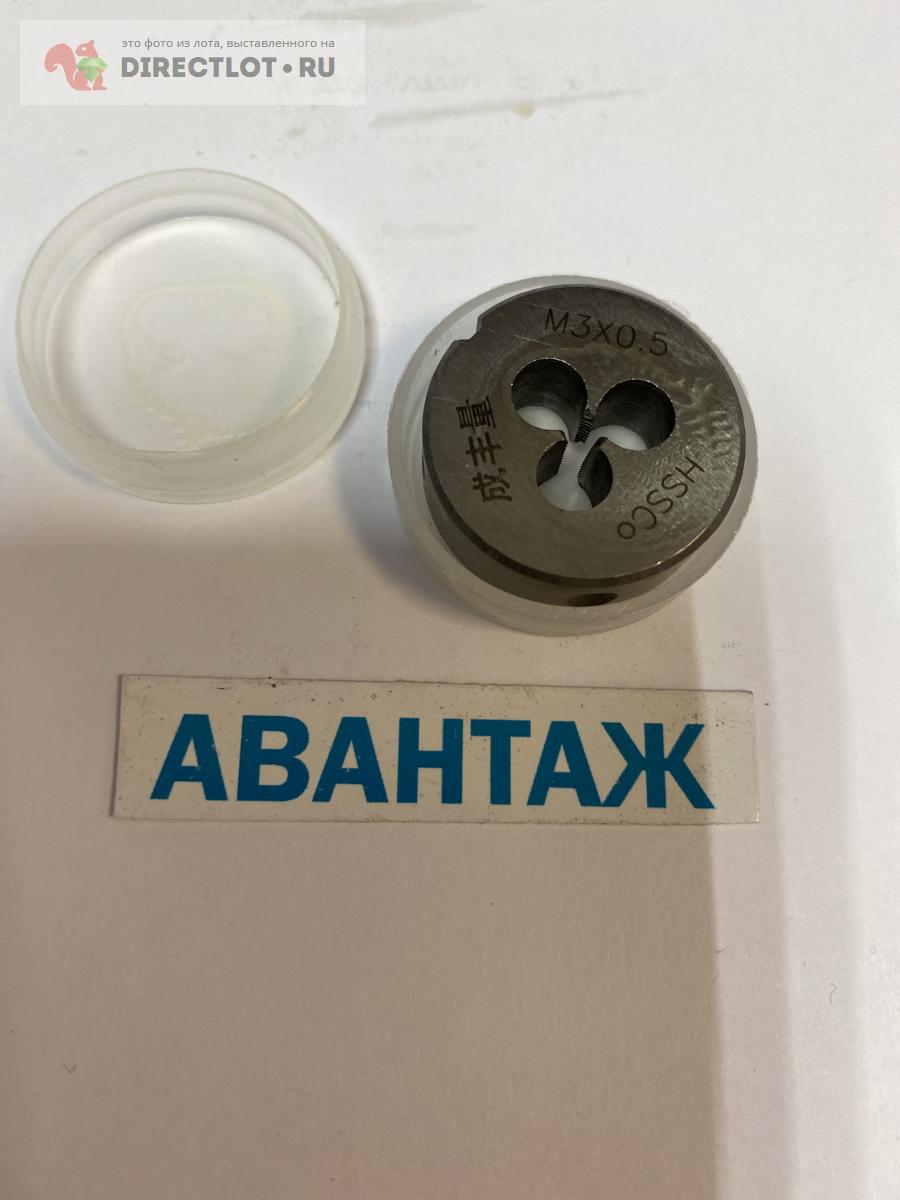 это фото из лота, выставленного на
DIRECTLOT.RU
M3X0.5
成丰量
HSSCo
АВАНТАЖ